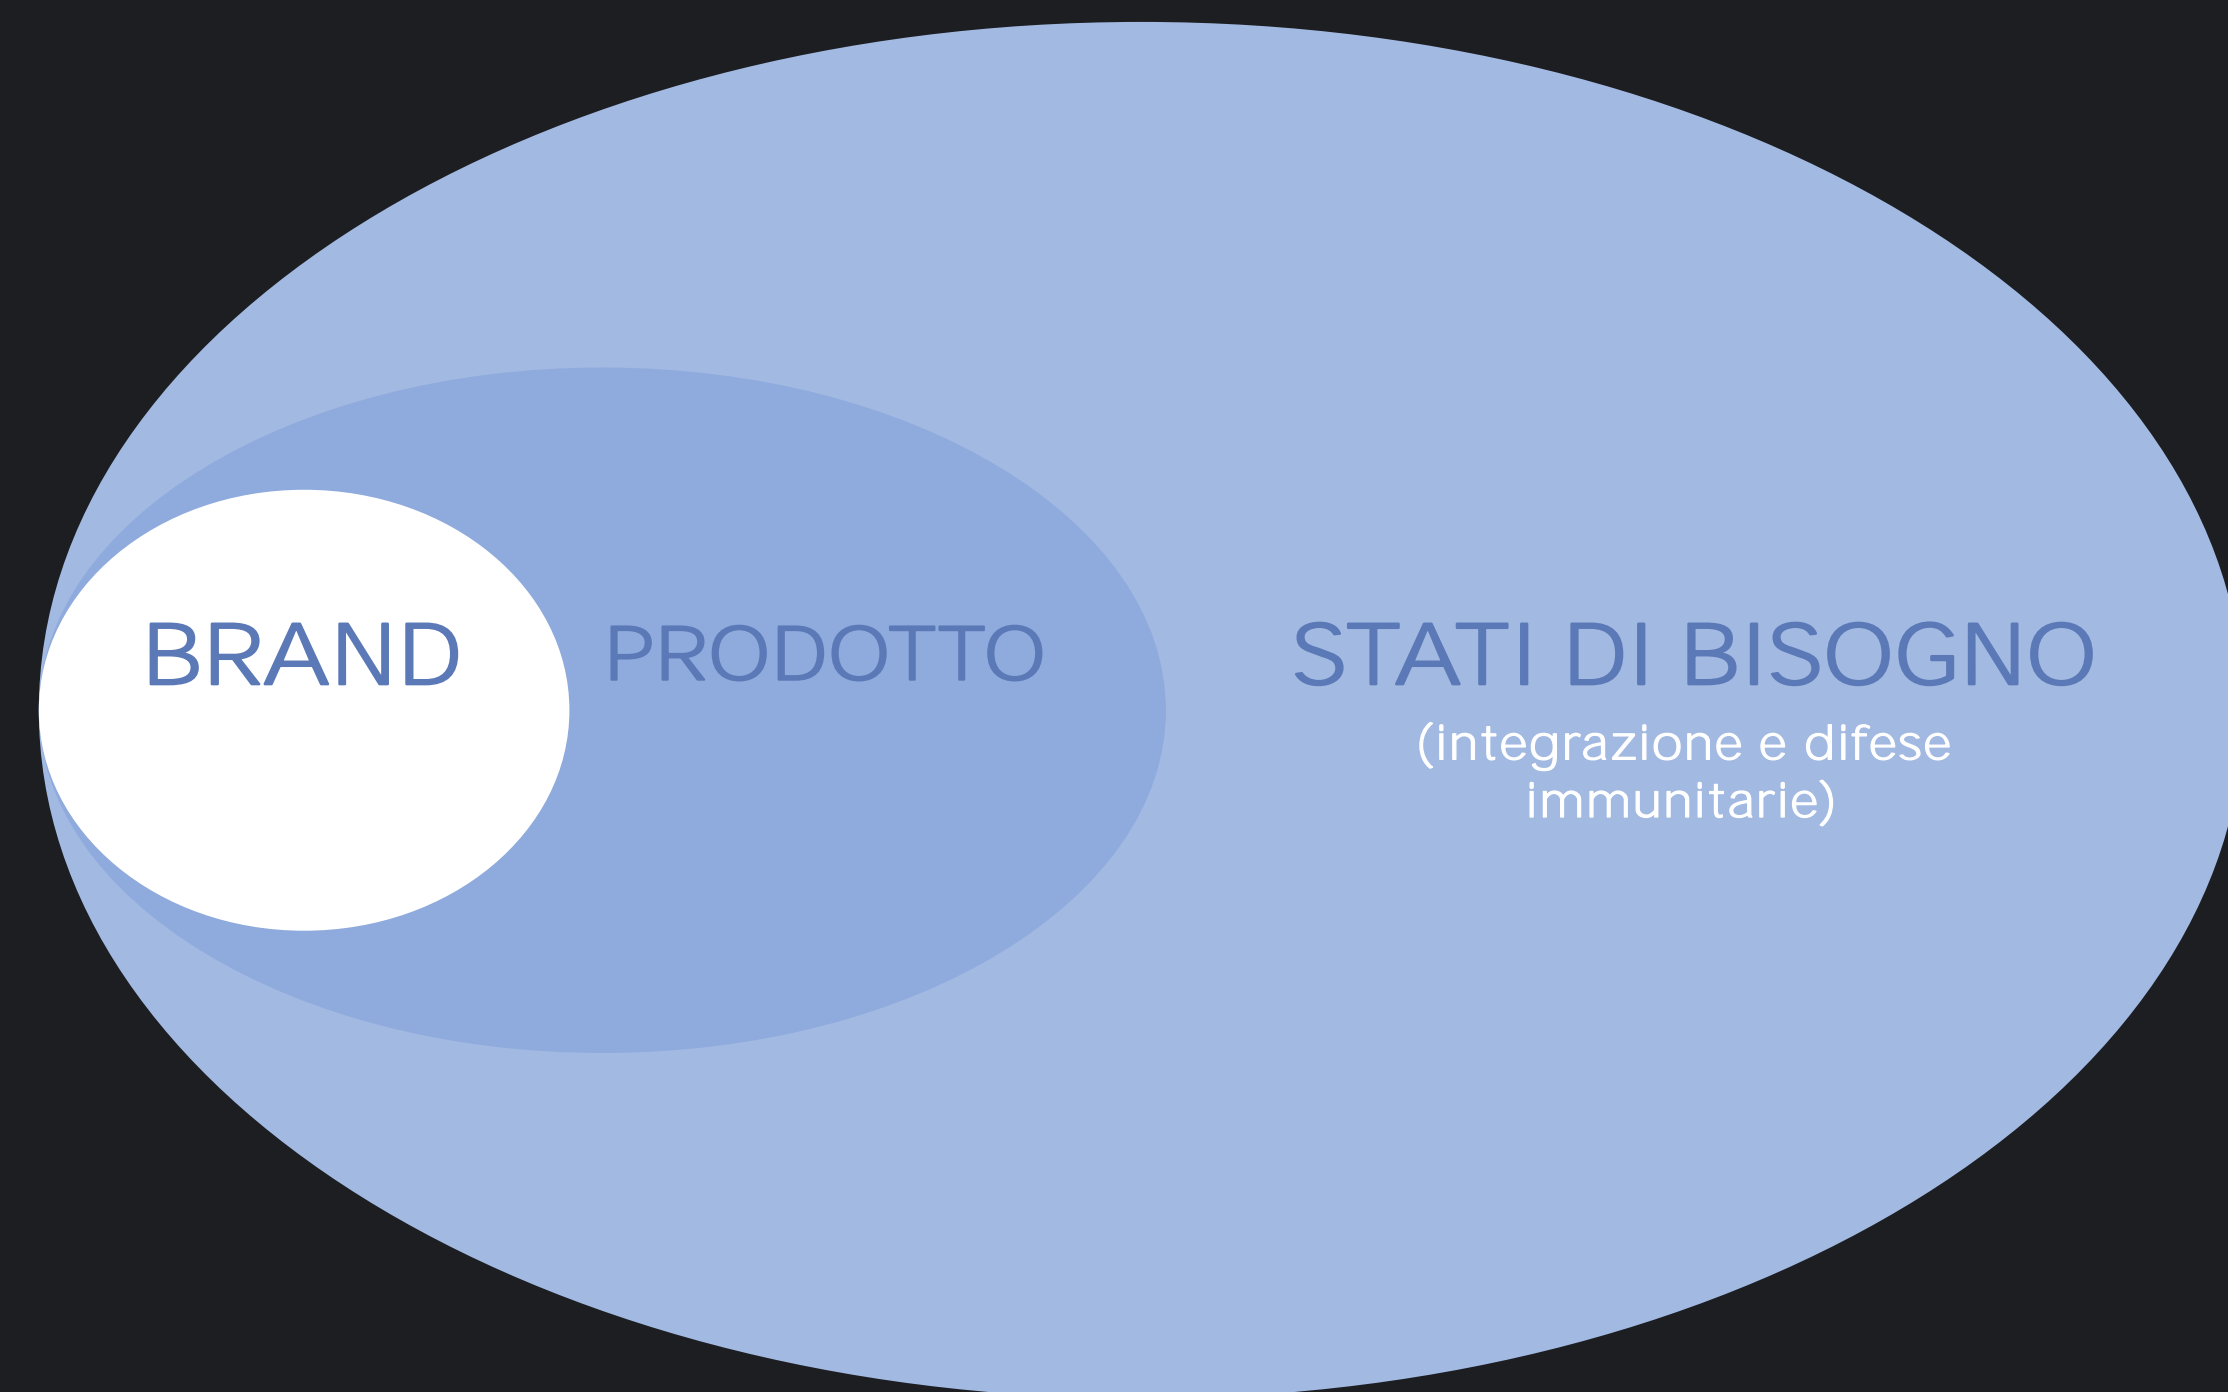 BRAND
PRODOTTO
STATI DI BISOGNO
(integrazione e difese
immunitarie)